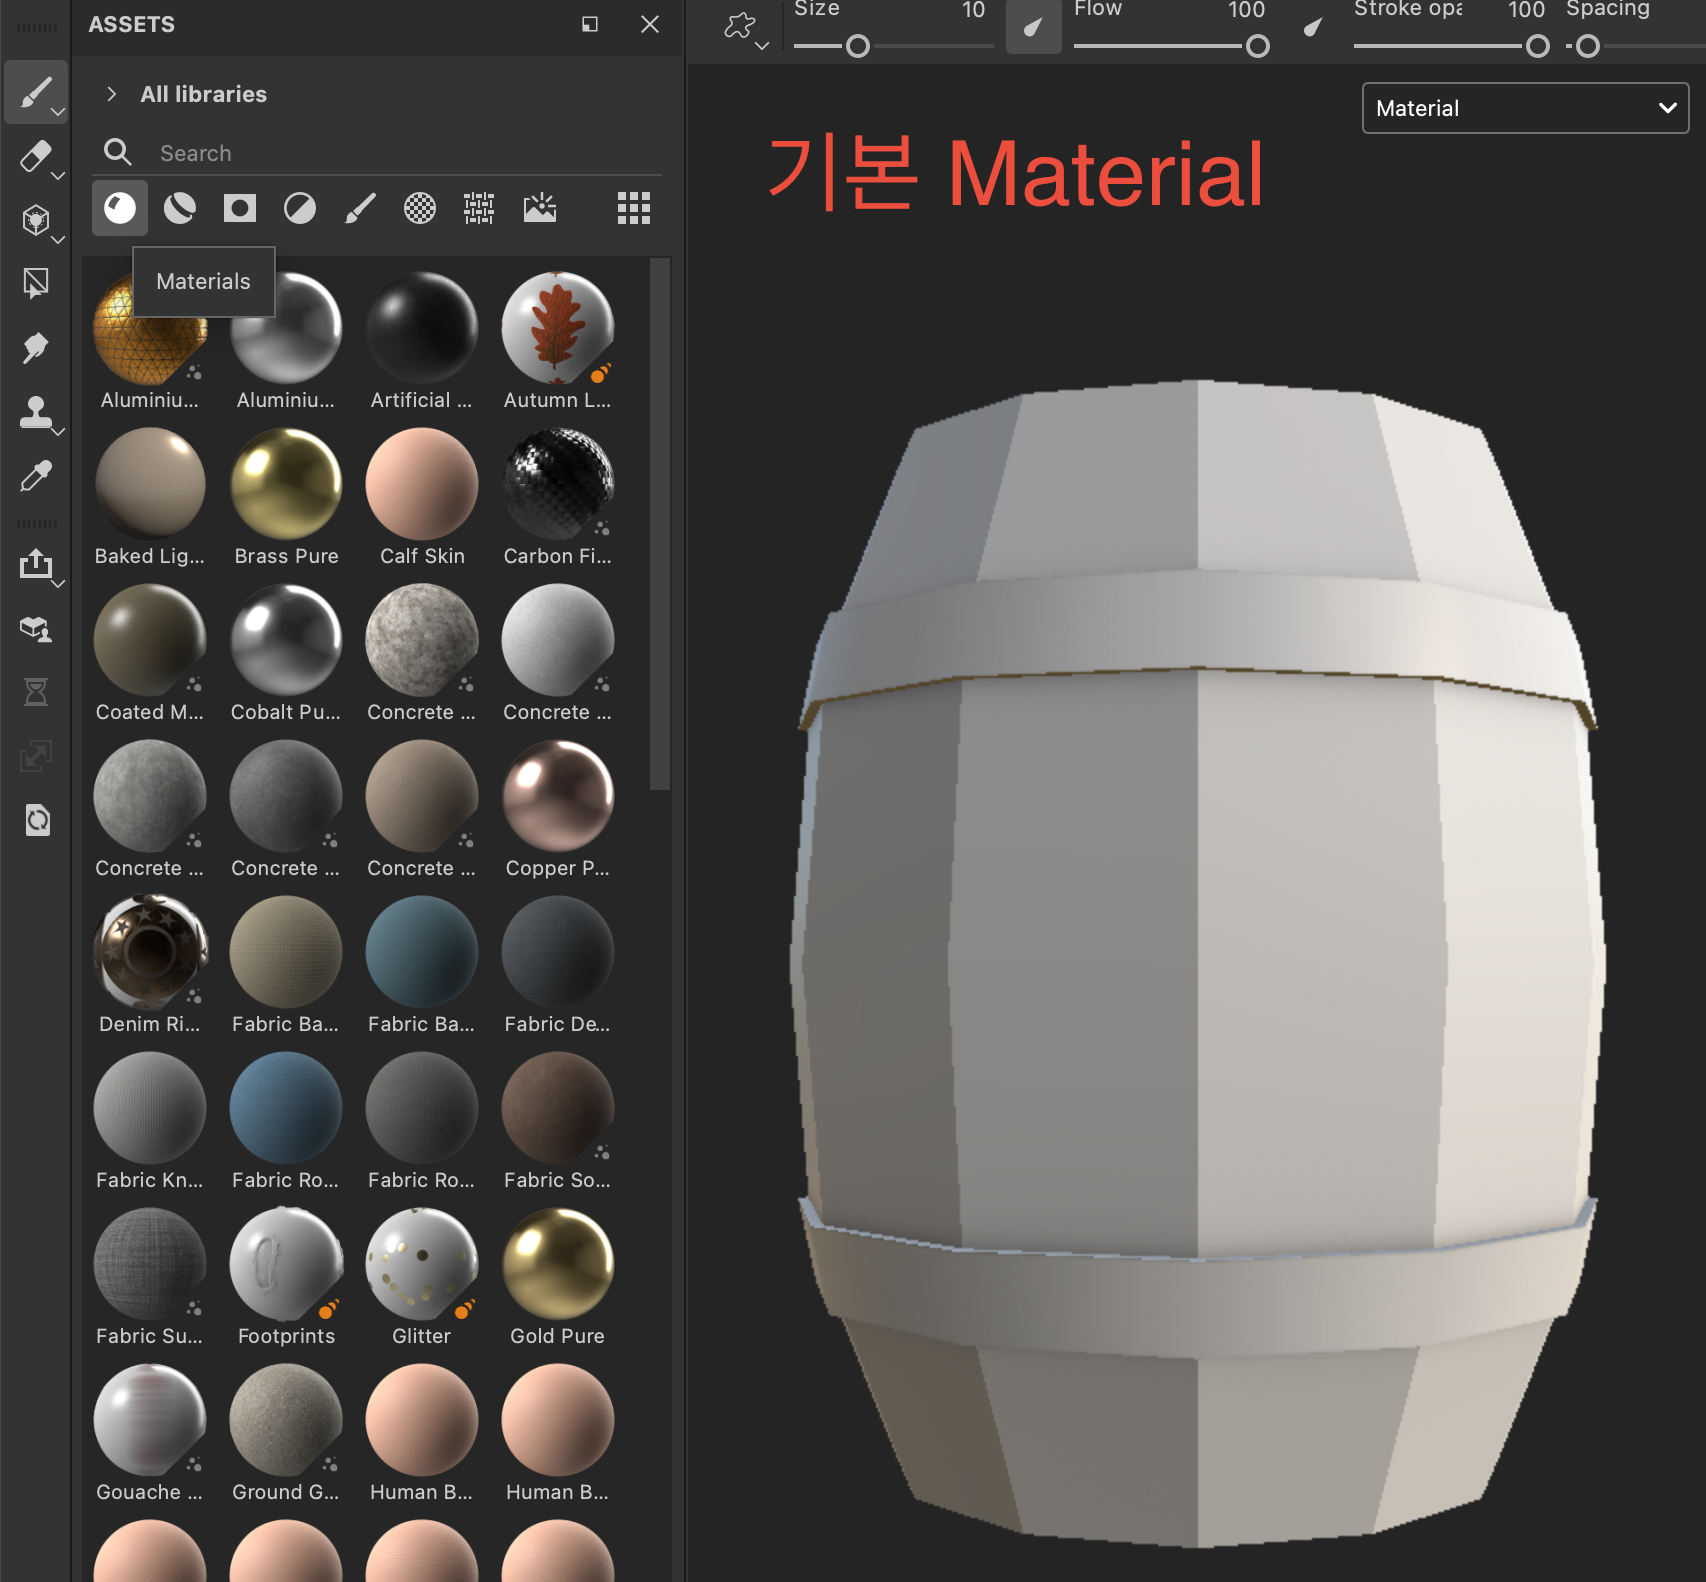 ASSETS
Size 10 Flow 100 Stroke opa 100 Spacing
All libraries
Search
Material
기본 Material
Materials
Aluminiu... Aluminiu... Artificial ... Autumn L...
Baked Lig... Brass Pure Calf Skin Carbon Fi...
Coated M... Cobalt Pu... Concrete ... Concrete ...
Concrete ... Concrete ... Concrete ... Copper P...
Denim Ri... Fabric Ba... Fabric Ba... Fabric De...
Fabric Kn... Fabric Ro... Fabric Ro... Fabric So...
Fabric Su... Footprints Glitter Gold Pure
Gouache ... Ground G... Human B... Human B...